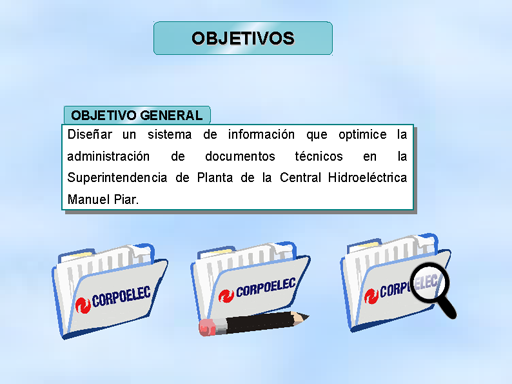 OBJETIVOS
OBJETIVO GENERAL
Diseñar un sistema de información que optimice la
administración de documentos técnicos en la
Superintendencia de Planta de la Central Hidroeléctrica
Manuel Piar.
CORPOELEC
CORPOELEC
CORPOELEC